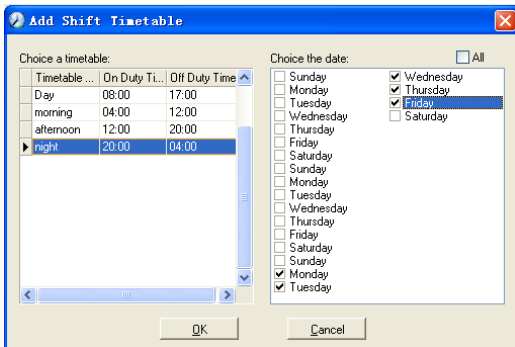 Add Shift Timetable
Choice a timetable:
Timetable ... On Duty Ti... Off Duty Time
Day 08:00 17:00
morning 04:00 12:00
afternoon 12:00 20:00
night 20:00 04:00
Choice the date:
All
Sunday
Monday
Tuesday
Wednesday
Thursday
Friday
Saturday
Sunday
Monday
Tuesday
Wednesday
Thursday
Friday
Saturday
Sunday
Monday
Tuesday
Wednesday
Thursday
Friday
Saturday
OK
Cancel